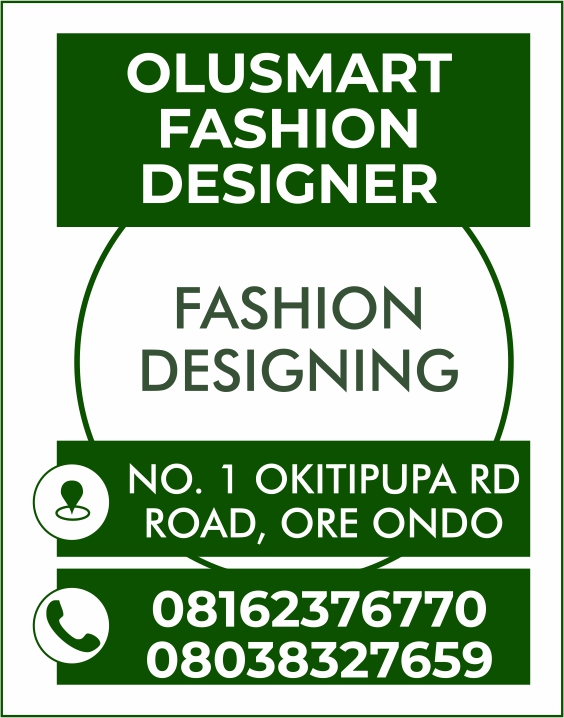 OLUSMART
FASHION
DESIGNER
FASHION
DESIGNING
NO. 1 OKITIPUPA RD
ROAD, ORE ONDO
08162376770
08038327659